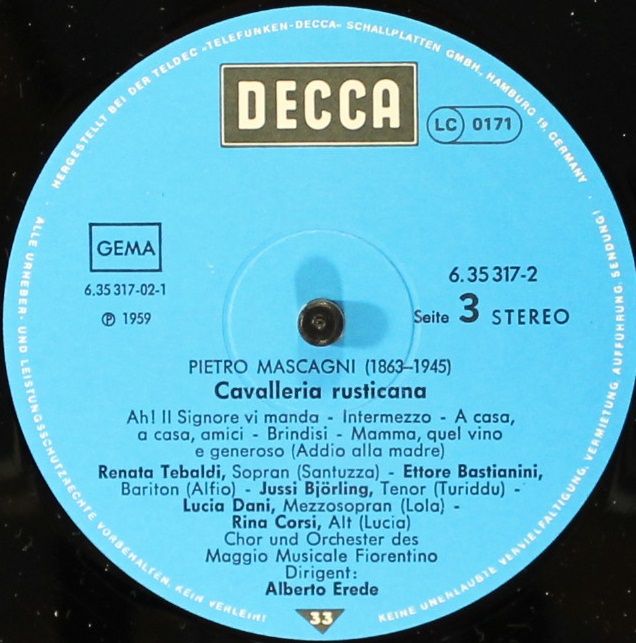 HERGESTELLT BEI DER TELDEC „TELEFUNKEN-DECCA" SCHALLPLATTEN GMBH, HAMBURG 19, GERMANY ·
DECCA
LC 0171
GEMA
6.35 317-02-1
Ⓟ 1959
6.35 317-2
Seite 3 STEREO
PIETRO MASCAGNI (1863–1945)
Cavalleria rusticana
Ah! Il Signore vi manda - Intermezzo - A casa,
a casa, amici - Brindisi - Mamma, quel vino
e generoso (Addio alla madre)
Renata Tebaldi, Sopran (Santuzza) - Ettore Bastianini,
Bariton (Alfio) - Jussi Björling, Tenor (Turiddu) -
Lucia Dani, Mezzosopran (Lola) -
Rina Corsi, Alt (Lucia)
Chor und Orchester des
Maggio Musicale Fiorentino
Dirigent:
Alberto Erede
33
ALLE URHEBER- UND LEISTUNGSSCHUTZRECHTE VORBEHALTEN. KEIN VERLEIH!
KEINE UNERLAUBTE VERVIELFÄLTIGUNG, VERMIETUNG, AUFFÜHRUNG, SENDUNG!